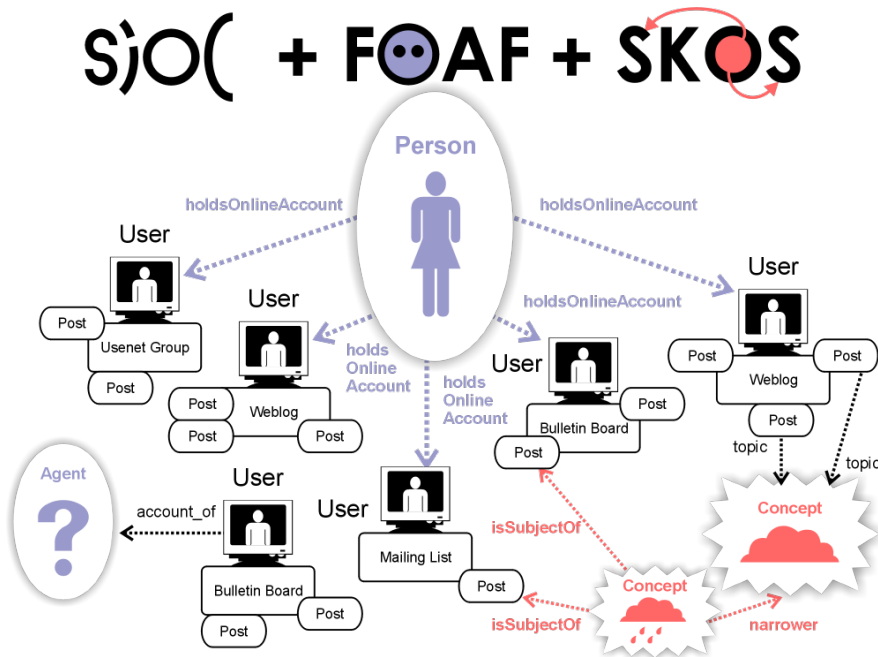 SIOC + FOAF + SKOS
Person
holdsOnlineAccount
holdsOnlineAccount
User
User
User
holdsOnlineAccount
Post
Usenet Group
Post
holds
Online
Account
holds
Online
Account
User
Post
Weblog
Post
Post
Post
Weblog
Post
Post
Post
Bulletin Board
Post
topic
topic
Agent
?
account_of
User
User
Bulletin Board
Post
Post
Mailing List
Post
isSubjectOf
isSubjectOf
Concept
Concept
narrower